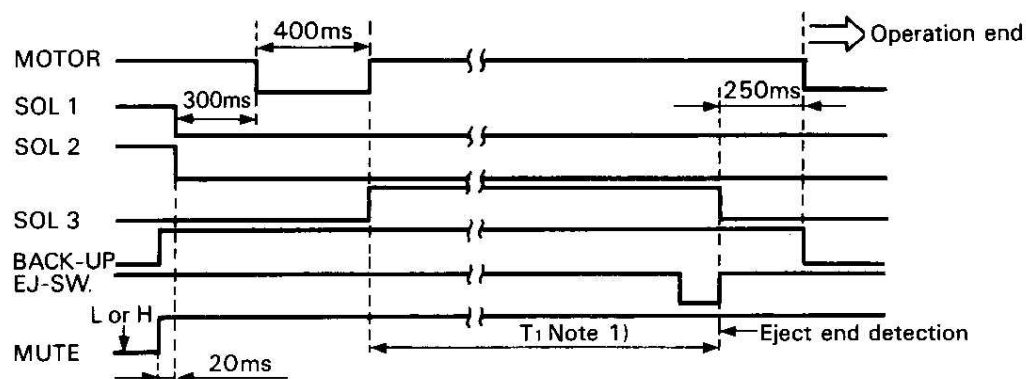 400ms
Operation end
MOTOR
300ms
250ms
SOL 1
SOL 2
SOL 3
BACK-UP
EJ-SW.
L or H
T1 Note 1)
Eject end detection
MUTE
20ms